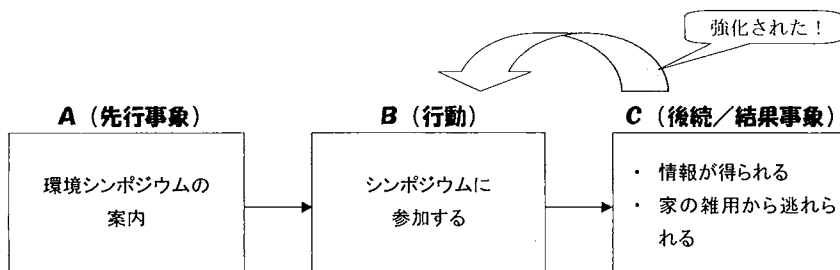 強化された！
A（先行事象）
B（行動）
C（後続／結果事象）
環境シンポジウムの
案内
シンポジウムに
参加する
・ 情報が得られる
・ 家の雑用から逃れら
れる